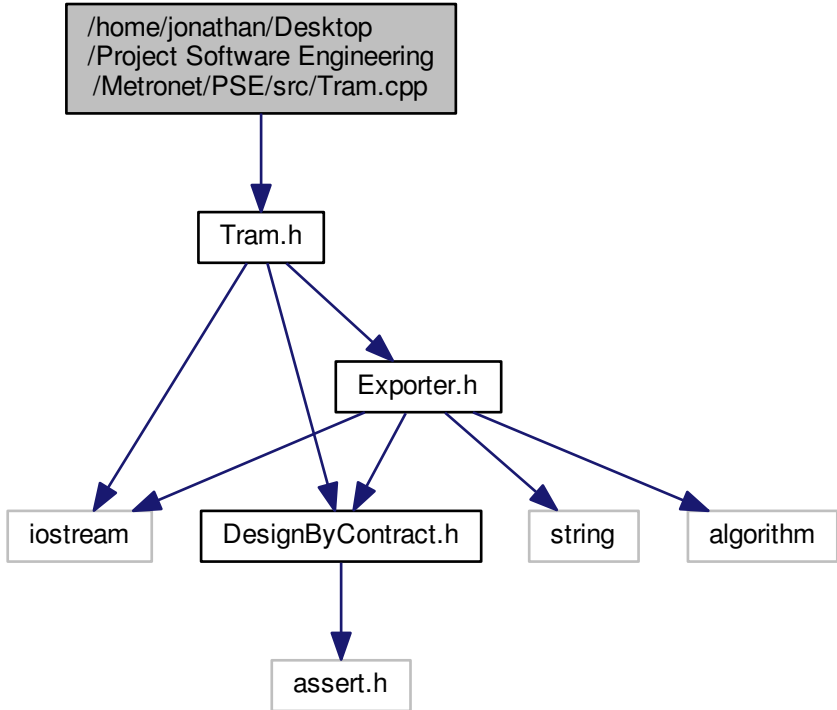 /home/jonathan/Desktop
/Project Software Engineering
/Metronet/PSE/src/Tram.cpp
Tram.h
Exporter.h
iostream
DesignByContract.h
string
algorithm
assert.h